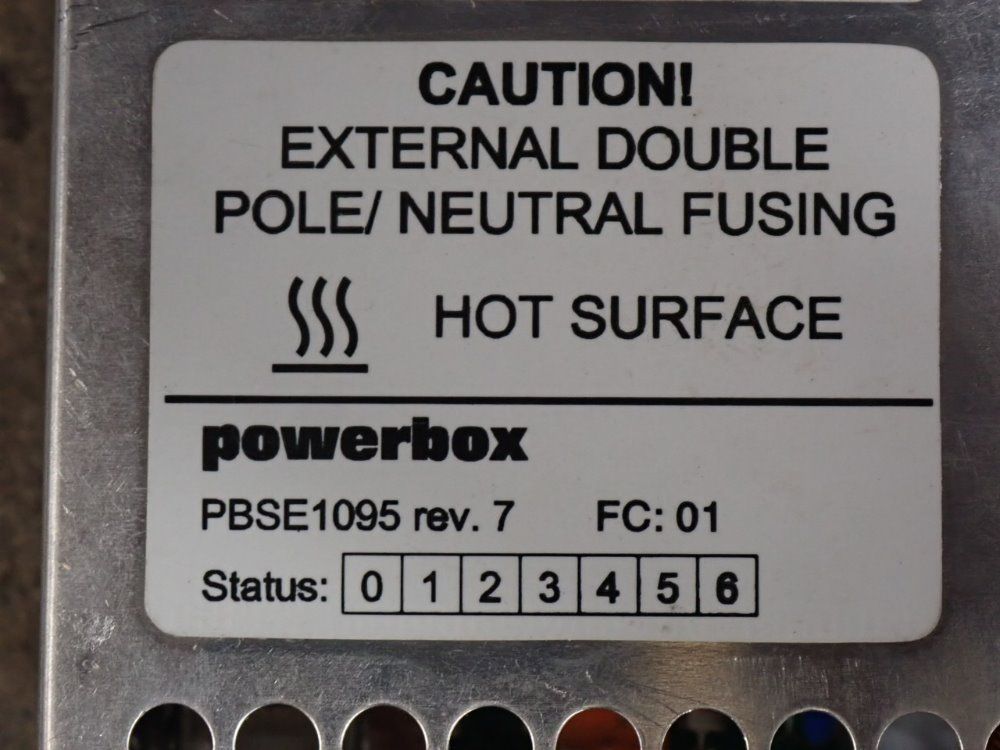 CAUTION!
EXTERNAL DOUBLE
POLE/ NEUTRAL FUSING
HOT SURFACE
powerbox
PBSE1095 rev. 7 FC: 01
Status: 0 1 2 3 4 5 6